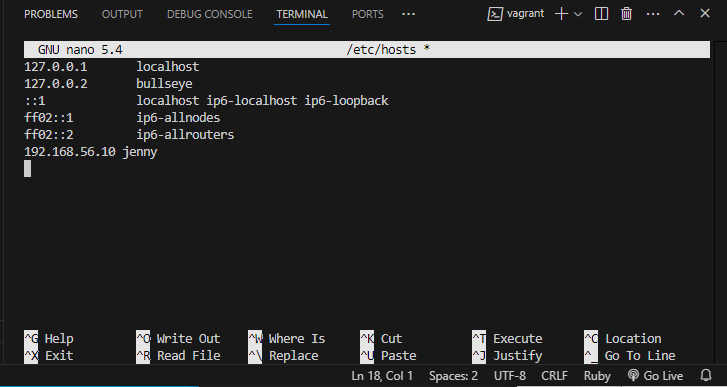 PROBLEMS OUTPUT DEBUG CONSOLE TERMINAL PORTS ··· vagrant
GNU nano 5.4 /etc/hosts *
127.0.0.1 localhost
127.0.0.2 bullseye
::1 localhost ip6-localhost ip6-loopback
ff02::1 ip6-allnodes
ff02::2 ip6-allrouters
192.168.56.10 jenny
^G Help ^O Write Out ^W Where Is ^K Cut ^T Execute ^C Location
^X Exit ^R Read File ^\ Replace ^U Paste ^J Justify ^_ Go To Line
Ln 18, Col 1 Spaces: 2 UTF-8 CRLF Ruby Go Live